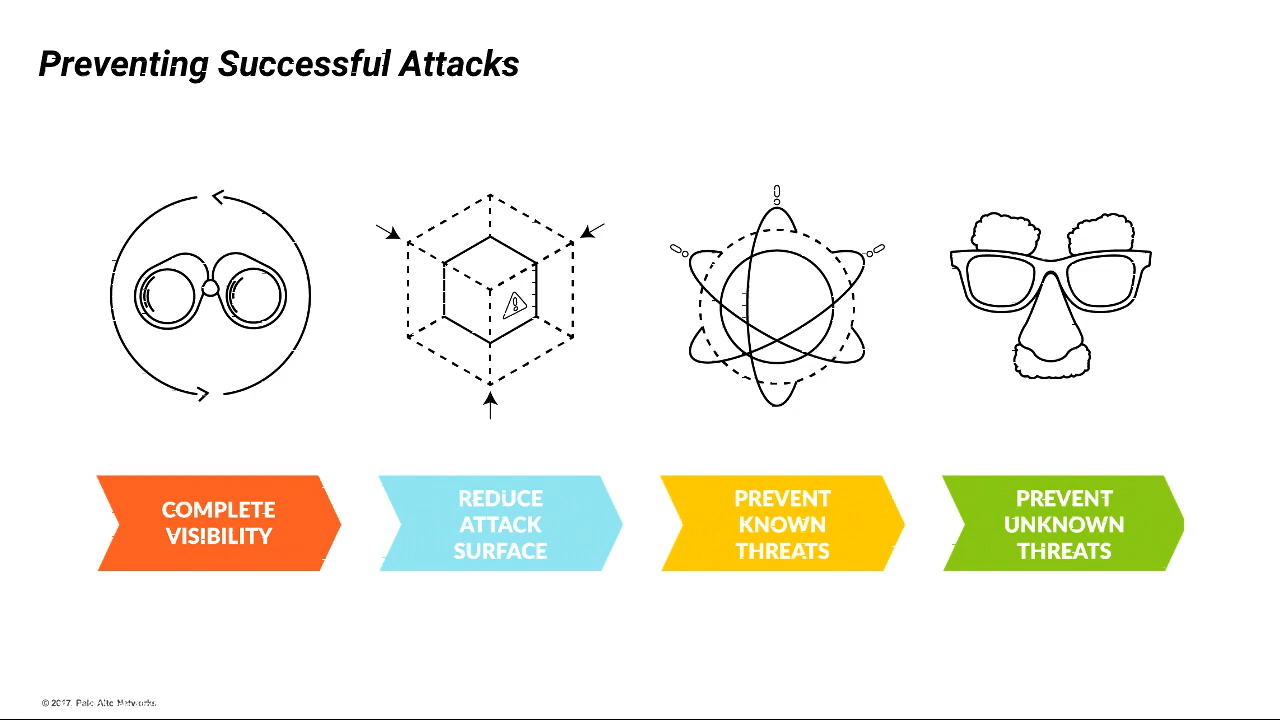 Preventing Successful Attacks
COMPLETE
VISIBILITY
REDUCE
ATTACK
SURFACE
PREVENT
KNOWN
THREATS
PREVENT
UNKNOWN
THREATS
© 2017, Palo Alto Networks.